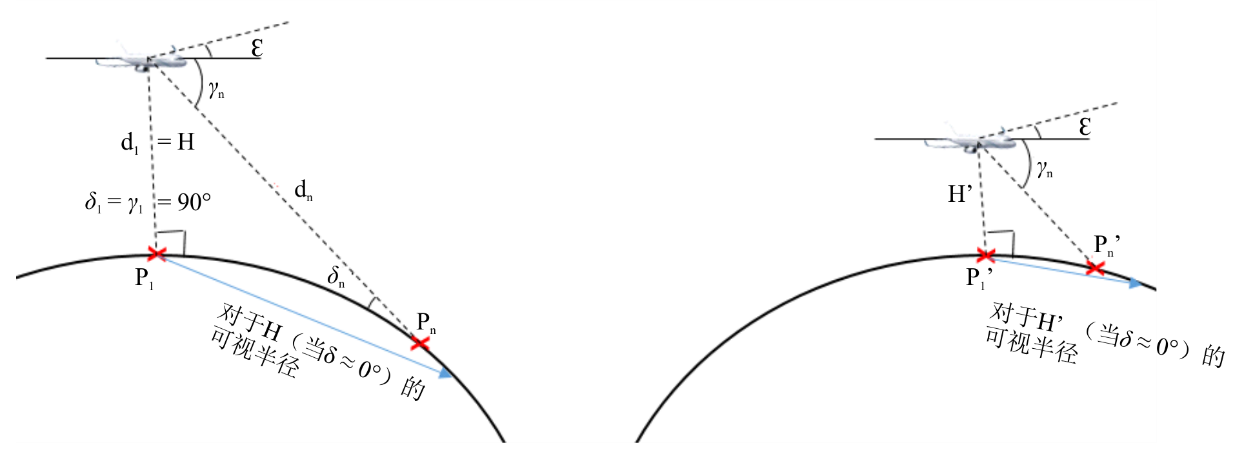 ε
γn
d1 = H
dn
δ1 = γ1 = 90°
δn
P1
Pn
对于H（当δ≈0°）的
可视半径
ε
γn
H’
Pn’
P1’
对于H’（当δ≈0°）的
可视半径